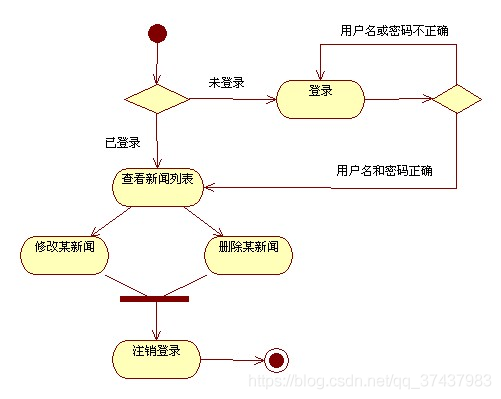 用户名或密码不正确
未登录
登录
已登录
用户名和密码正确
查看新闻列表
修改某新闻
删除某新闻
注销登录
https://blog.csdn.net/qq_37437983